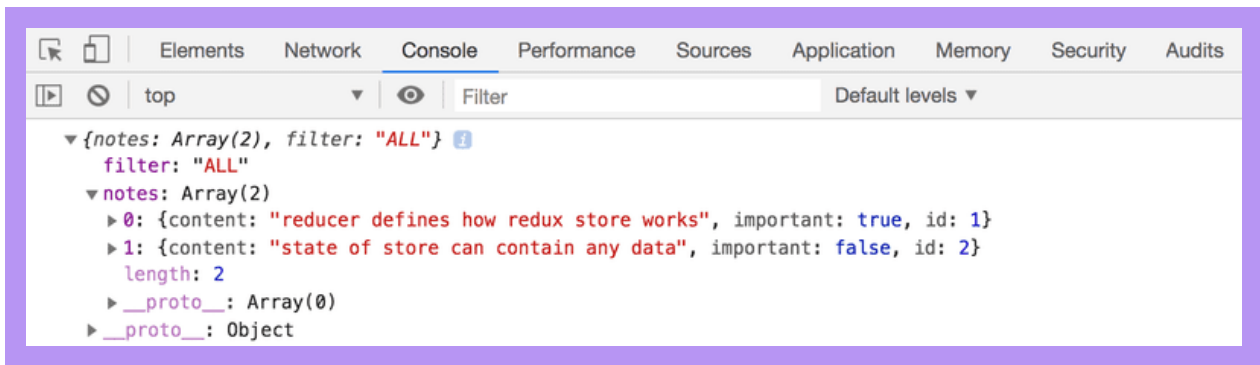 Elements Network Console Performance Sources Application Memory Security Audits
top Filter Default levels ▼
▼{notes: Array(2), filter: "ALL"} i
filter: "ALL"
▼notes: Array(2)
▶0: {content: "reducer defines how redux store works", important: true, id: 1}
▶1: {content: "state of store can contain any data", important: false, id: 2}
length: 2
▶__proto__: Array(0)
▶__proto__: Object